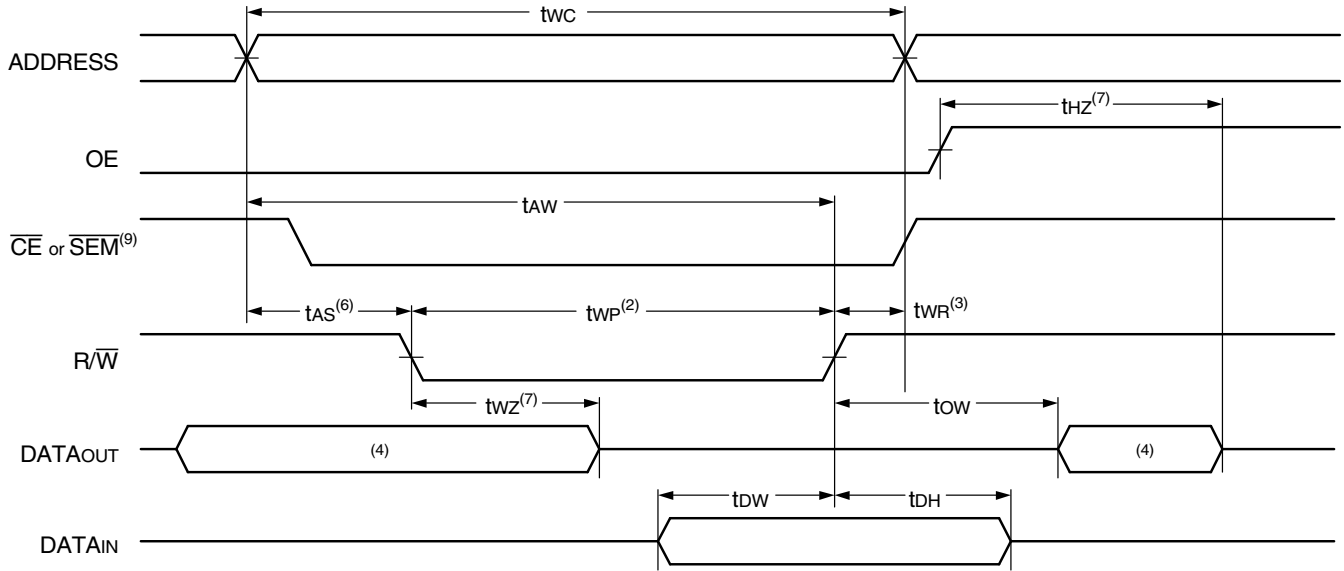 tWC
ADDRESS
tHZ(7)
OE
tAW
CE or SEM(9)
tAS(6) tWP(2) tWR(3)
R/W
tWZ(7) tOW
DATAOUT (4) (4)
tDW tDH
DATAIN